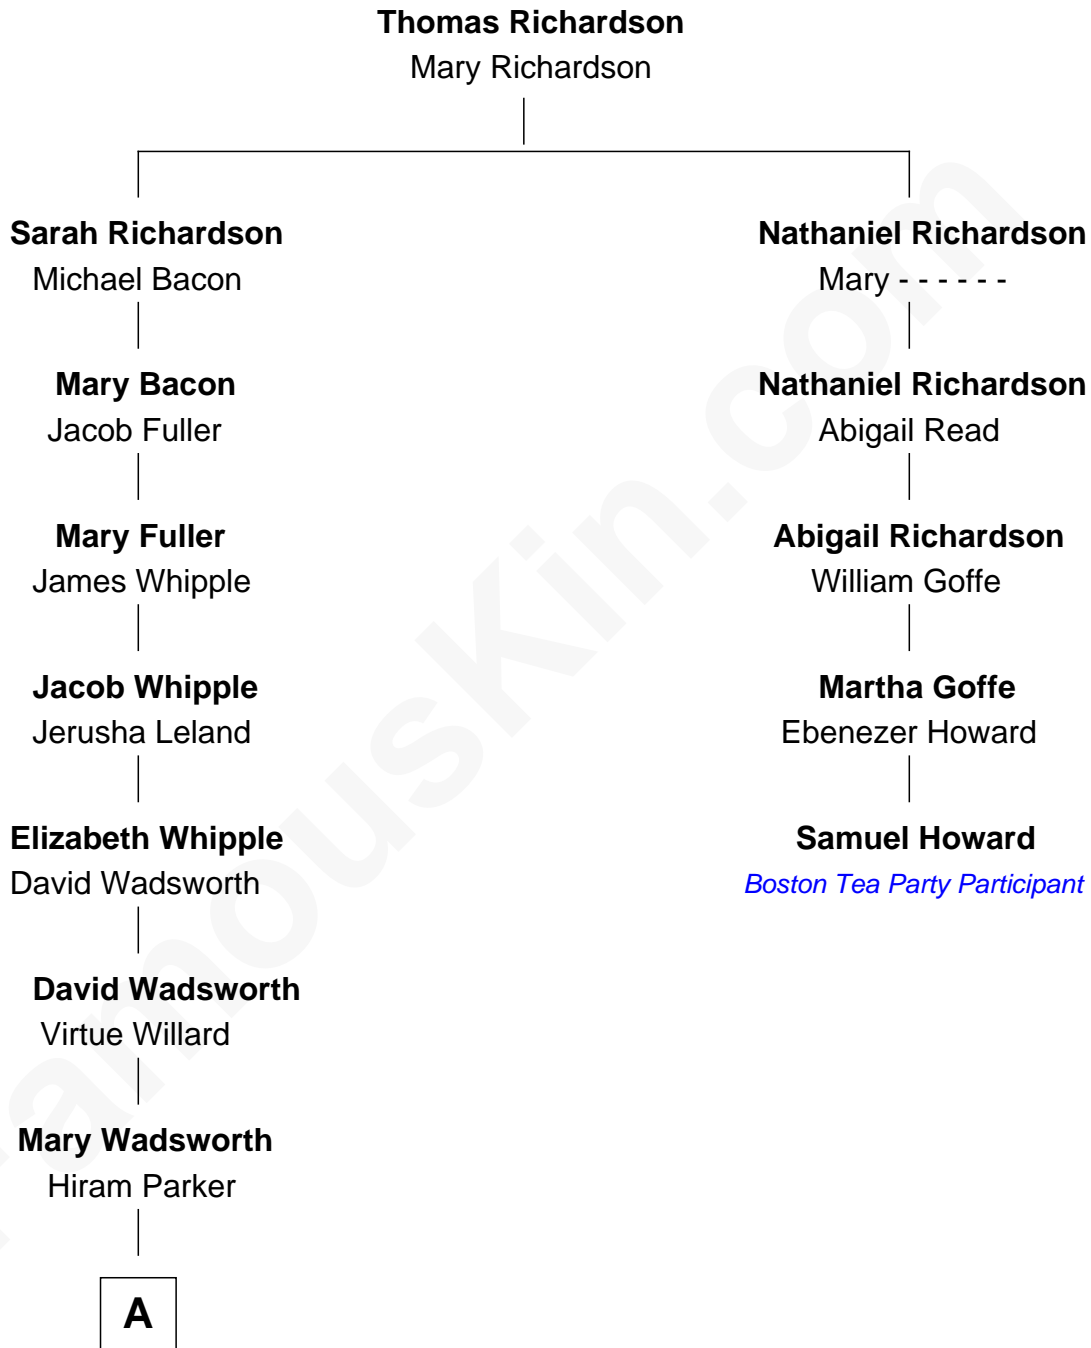 Thomas Richardson
Mary Richardson
Sarah Richardson
Michael Bacon
Mary Bacon
Jacob Fuller
Mary Fuller
James Whipple
Jacob Whipple
Jerusha Leland
Elizabeth Whipple
David Wadsworth
David Wadsworth
Virtue Willard
Mary Wadsworth
Hiram Parker
A
Nathaniel Richardson
Mary - - - - - -
Nathaniel Richardson
Abigail Read
Abigail Richardson
William Goffe
Martha Goffe
Ebenezer Howard
Samuel Howard
Boston Tea Party Participant
FamousKin.com